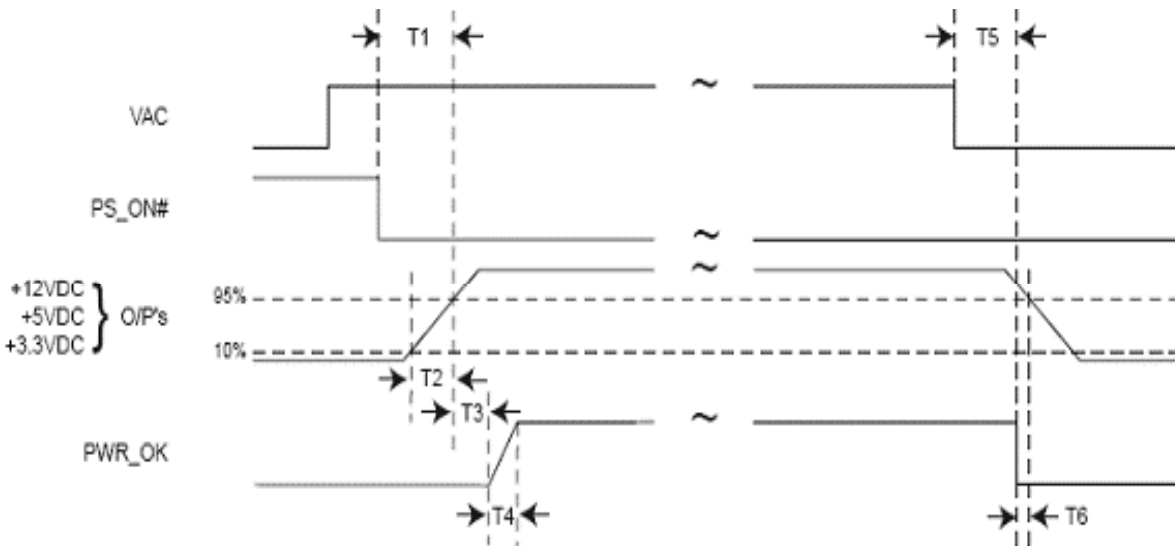 T1
T5
VAC
~
PS_ON#
~
~
+12VDC
+5VDC
+3.3VDC
} O/P's
95%
10%
T2
T3
~
PWR_OK
T4
T6